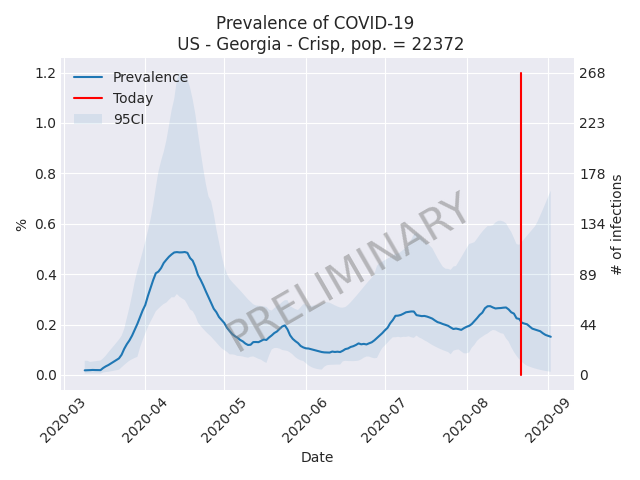 Prevalence of COVID-19
US - Georgia - Crisp, pop. = 22372
Prevalence
Today
95CI
PRELIMINARY
%
1.2
1.0
0.8
0.6
0.4
0.2
0.0
268
223
178
134
89
44
0
# of infections
2020-03
2020-04
2020-05
2020-06
2020-07
2020-08
2020-09
Date